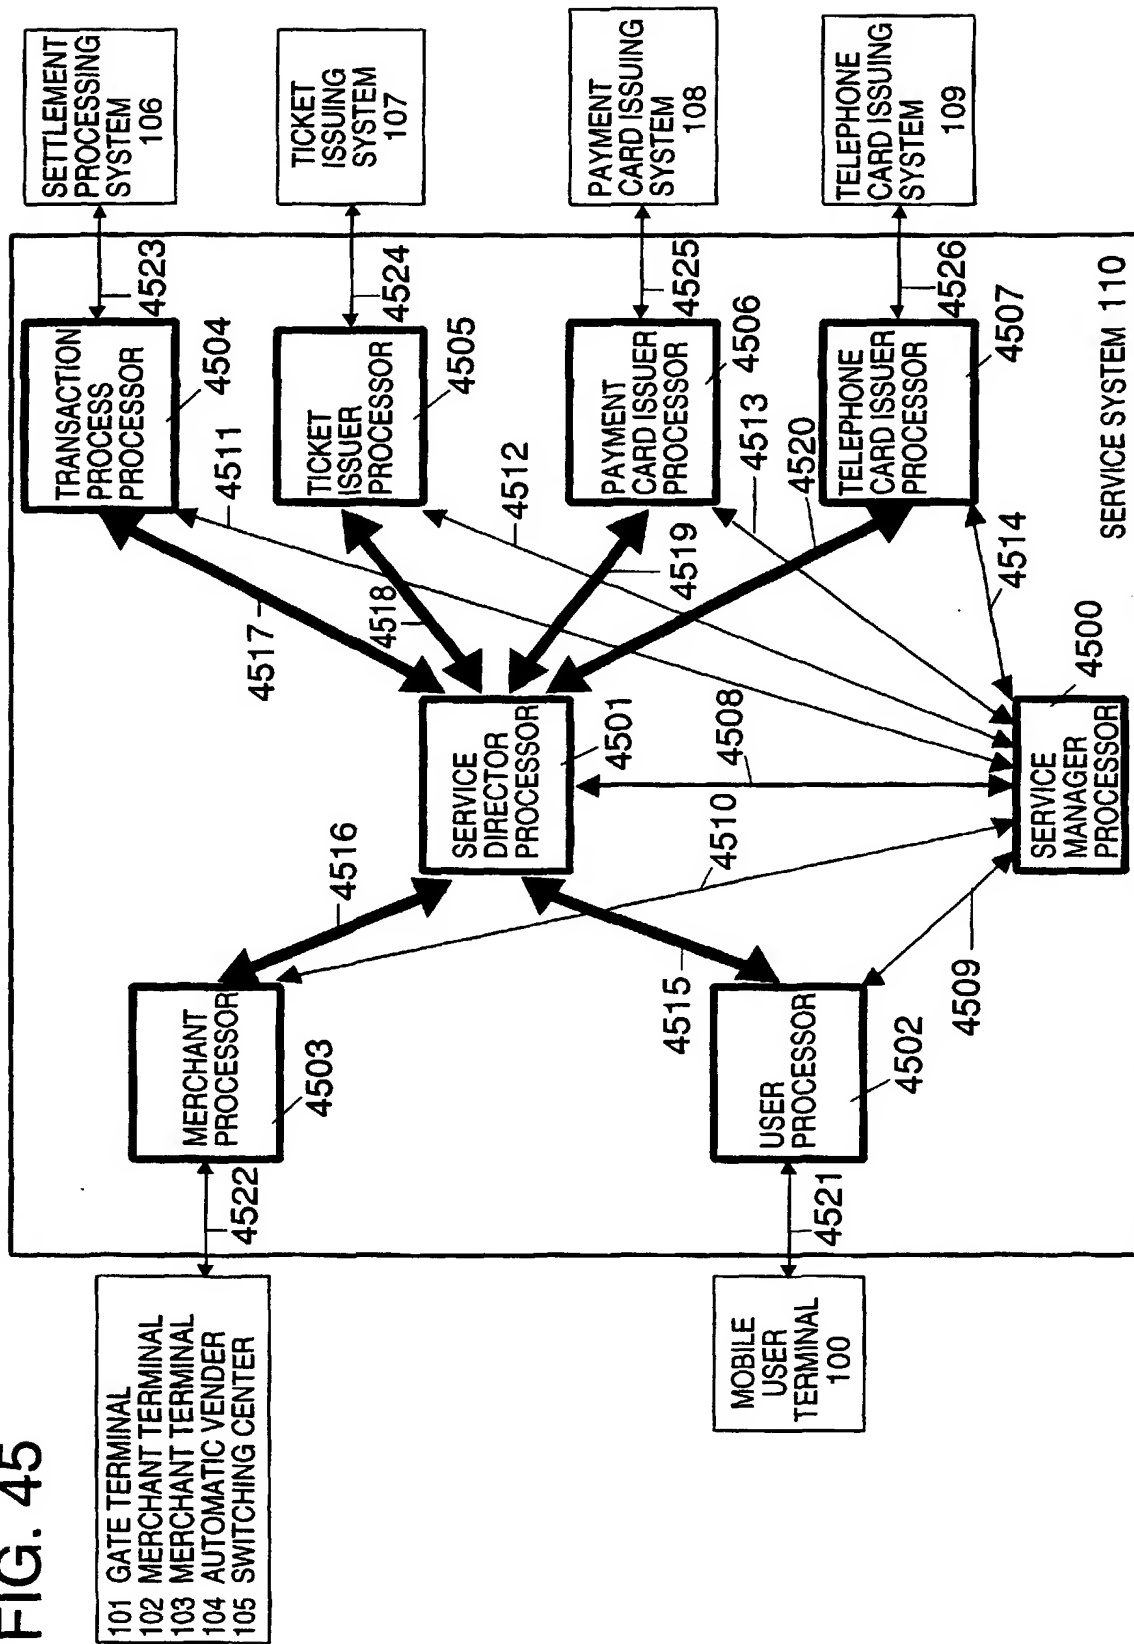 FIG. 45
101 GATE TERMINAL
102 MERCHANT TERMINAL
103 MERCHANT TERMINAL
104 AUTOMATIC VENDER
105 SWITCHING CENTER
MOBILE
USER
TERMINAL
100
4522
4521
MERCHANT
PROCESSOR
4503
USER
PROCESSOR
4502
4516
4515
4510
4509
SERVICE
DIRECTOR
PROCESSOR
4501
4508
SERVICE
MANAGER
PROCESSOR
4500
4517
4518
4519
4520
4511
4512
4513
4514
TRANSACTION
PROCESS
PROCESSOR
4504
TICKET
ISSUER
PROCESSOR
4505
PAYMENT
CARD ISSUER
PROCESSOR
4506
TELEPHONE
CARD ISSUER
PROCESSOR
4507
4523
4524
4525
4526
SERVICE SYSTEM 110
SETTLEMENT
PROCESSING
SYSTEM
106
TICKET
ISSUING
SYSTEM
107
PAYMENT
CARD ISSUING
SYSTEM
108
TELEPHONE
CARD ISSUING
SYSTEM
109